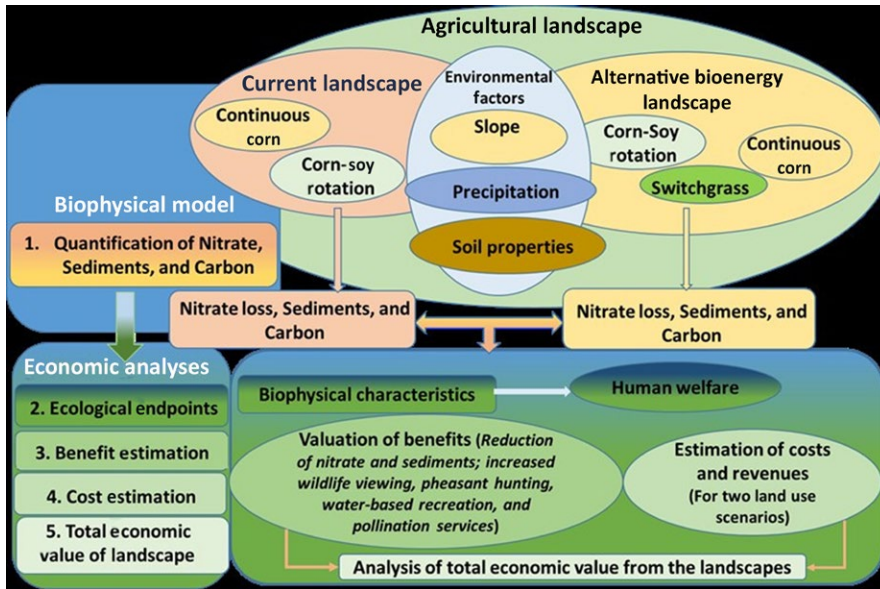 Agricultural landscape
Current landscape
Continuous
corn
Corn-soy
rotation
Environmental
factors
Slope
Precipitation
Soil properties
Alternative bioenergy
landscape
Corn-Soy
rotation
Continuous
corn
Switchgrass
Biophysical model
1. Quantification of Nitrate,
Sediments, and Carbon
Nitrate loss, Sediments, and
Carbon
Nitrate loss, Sediments, and
Carbon
Economic analyses
2. Ecological endpoints
3. Benefit estimation
4. Cost estimation
5. Total economic
value of landscape
Biophysical characteristics
Human welfare
Valuation of benefits (Reduction
of nitrate and sediments; increased
wildlife viewing, pheasant hunting,
water-based recreation, and
pollination services)
Estimation of costs
and revenues
(For two land use
scenarios)
Analysis of total economic value from the landscapes